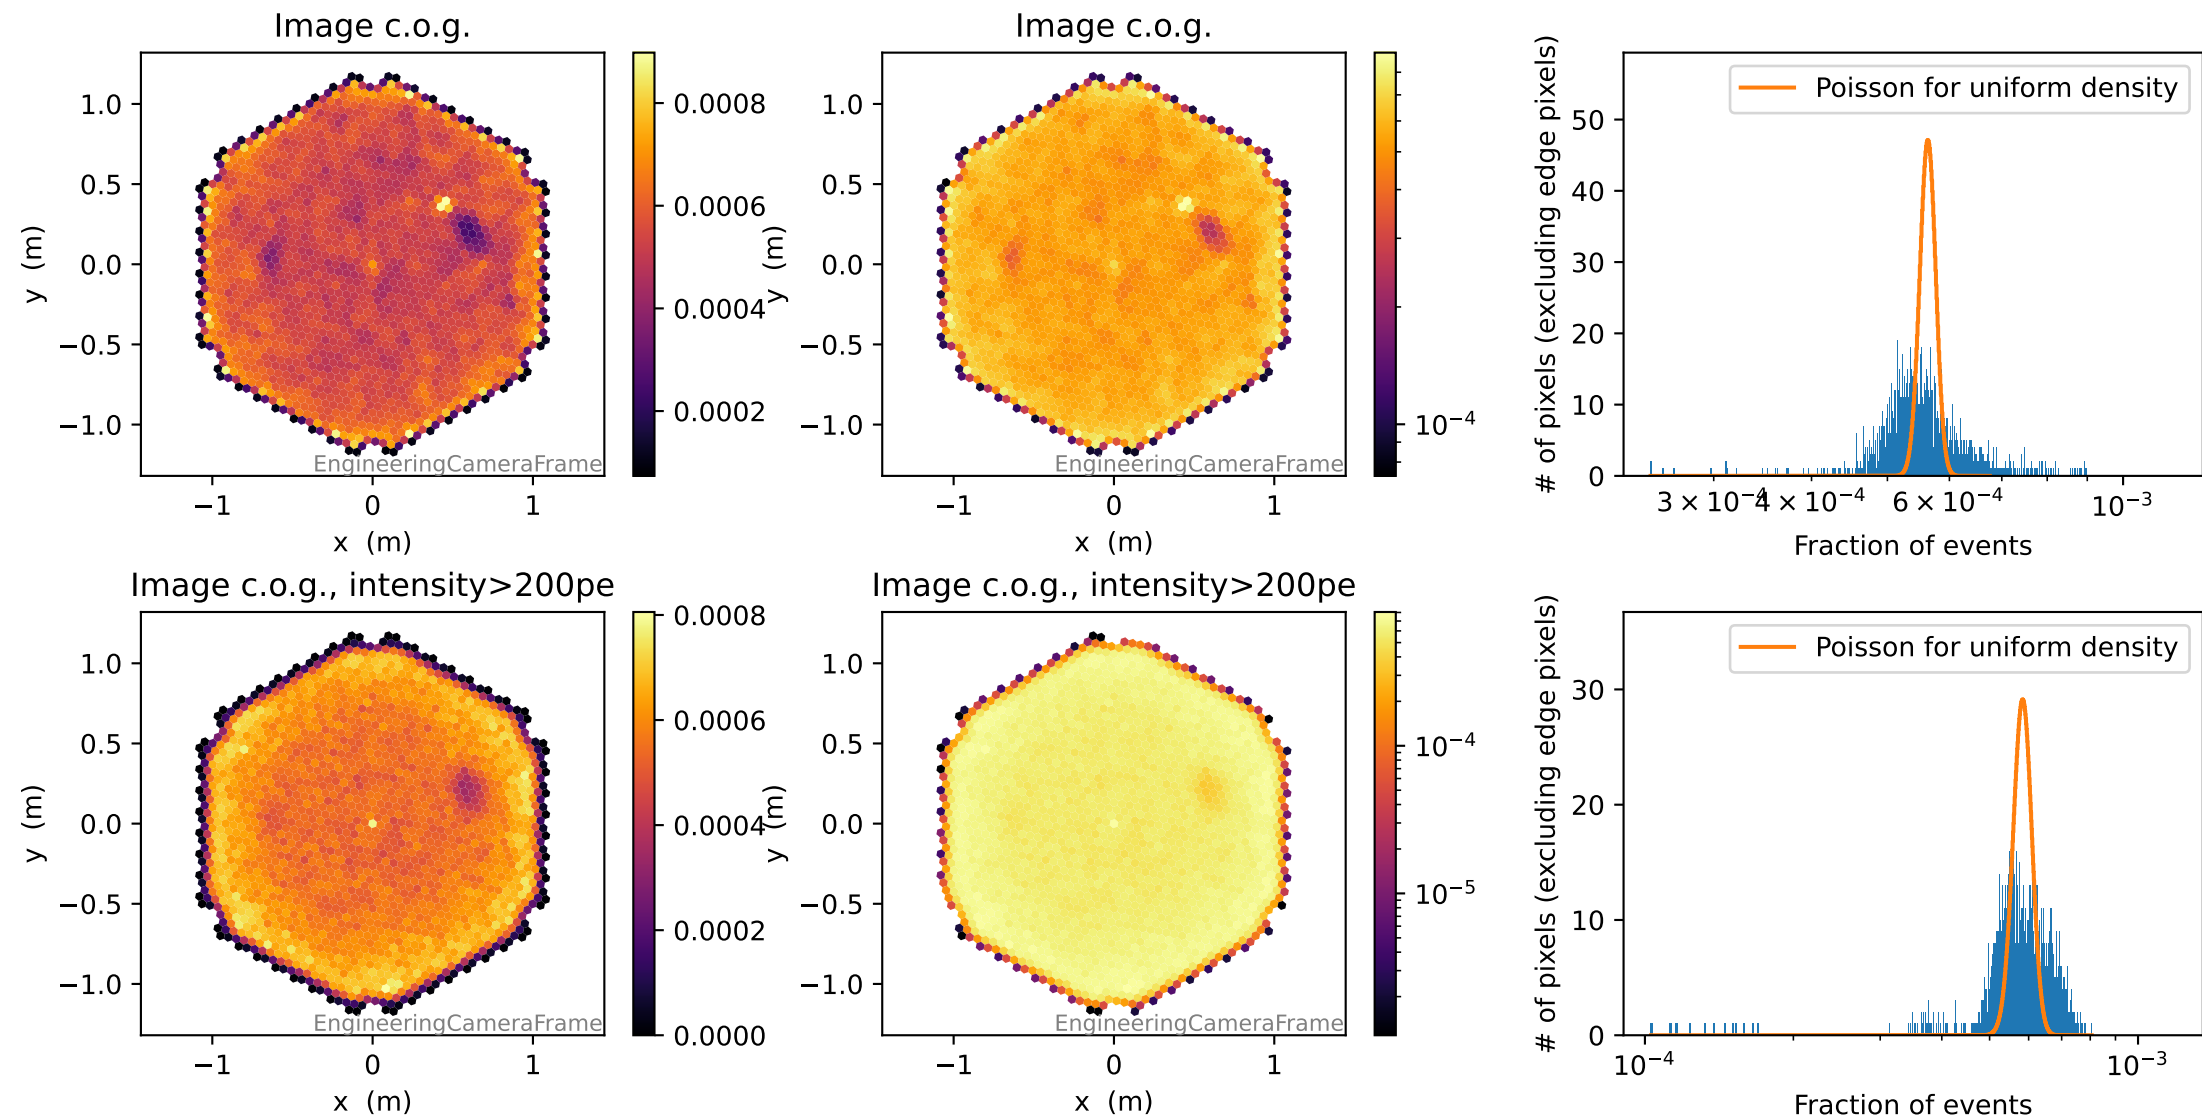 Image c.o.g.
1.0
0.5
0.0
−0.5
−1.0
y (m)
−1 0 1
x (m)
EngineeringCameraFrame
0.0008
0.0006
0.0004
0.0002
Image c.o.g.
1.0
0.5
0.0
−0.5
−1.0
y (m)
−1 0 1
x (m)
EngineeringCameraFrame
10⁻⁴
# of pixels (excluding edge pixels)
50
40
30
20
10
0
Poisson for uniform density
3 × 10⁻⁴ 4 × 10⁻⁴ 6 × 10⁻⁴ 10⁻³
Fraction of events
Image c.o.g., intensity>200pe
1.0
0.5
0.0
−0.5
−1.0
y (m)
−1 0 1
x (m)
EngineeringCameraFrame
0.0008
0.0006
0.0004
0.0002
0.0000
Image c.o.g., intensity>200pe
1.0
0.5
0.0
−0.5
−1.0
y (m)
−1 0 1
x (m)
EngineeringCameraFrame
10⁻⁴
10⁻⁵
# of pixels (excluding edge pixels)
30
20
10
0
Poisson for uniform density
10⁻⁴ 10⁻³
Fraction of events